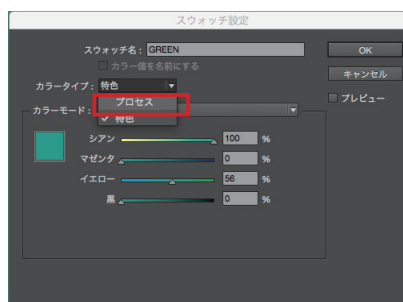 スウォッチ設定
スウォッチ名： GREEN
カラー値を名前にする
カラータイプ： 特色
プロセス
✓ 特色
カラーモード：
シアン 100 %
マゼンタ 0 %
イエロー 56 %
黒 0 %
OK
キャンセル
プレビュー